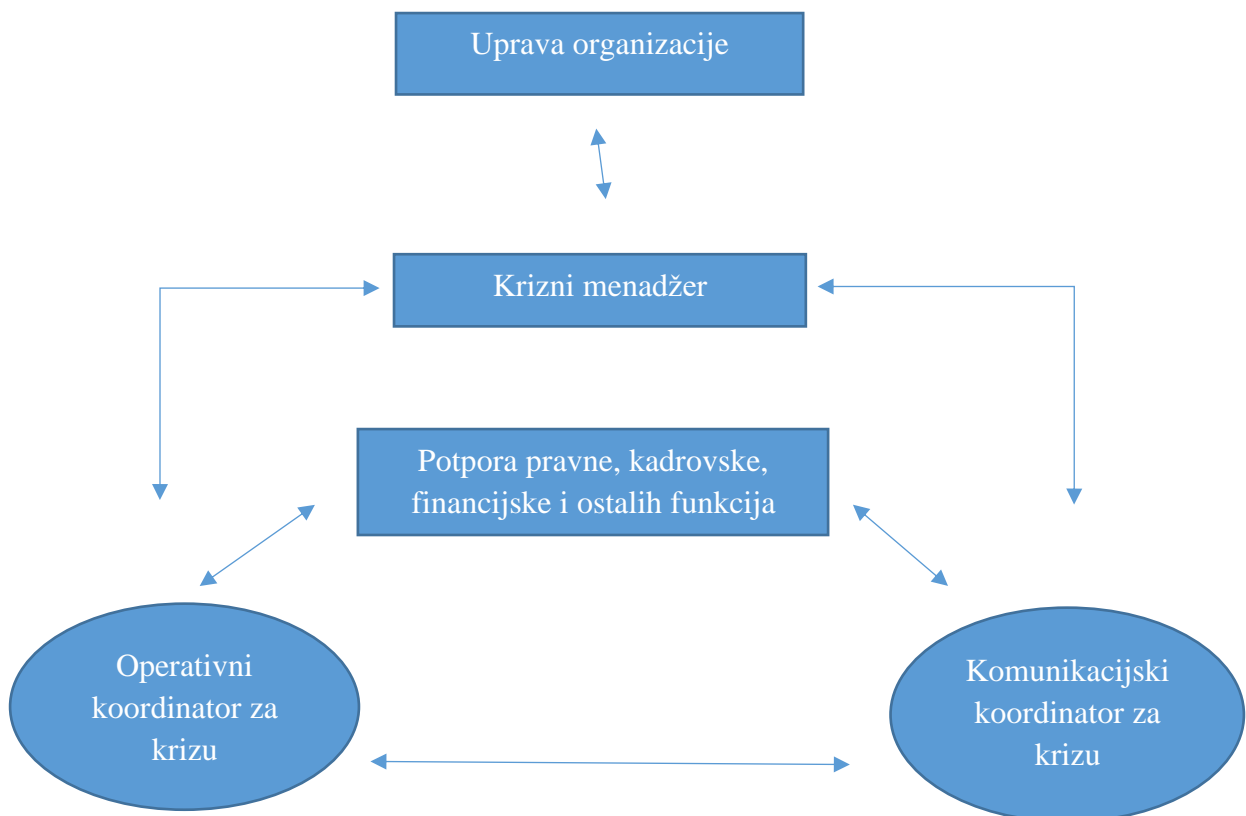 Uprava organizacije
Krizni menadžer
Potpora pravne, kadrovske,
financijske i ostalih funkcija
Operativni
koordinator za
krizu
Komunikacijski
koordinator za
krizu